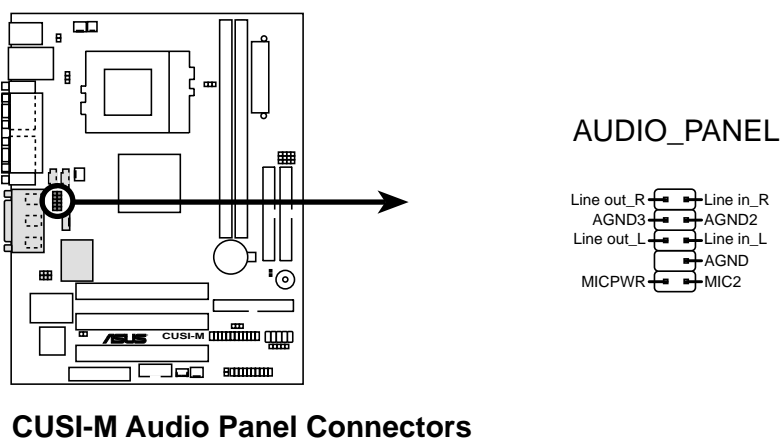 AUDIO_PANEL
Line out_R Line in_R
AGND3 AGND2
Line out_L Line in_L
AGND
MICPWR MIC2
ASUS CUSI-M
CUSI-M Audio Panel Connectors